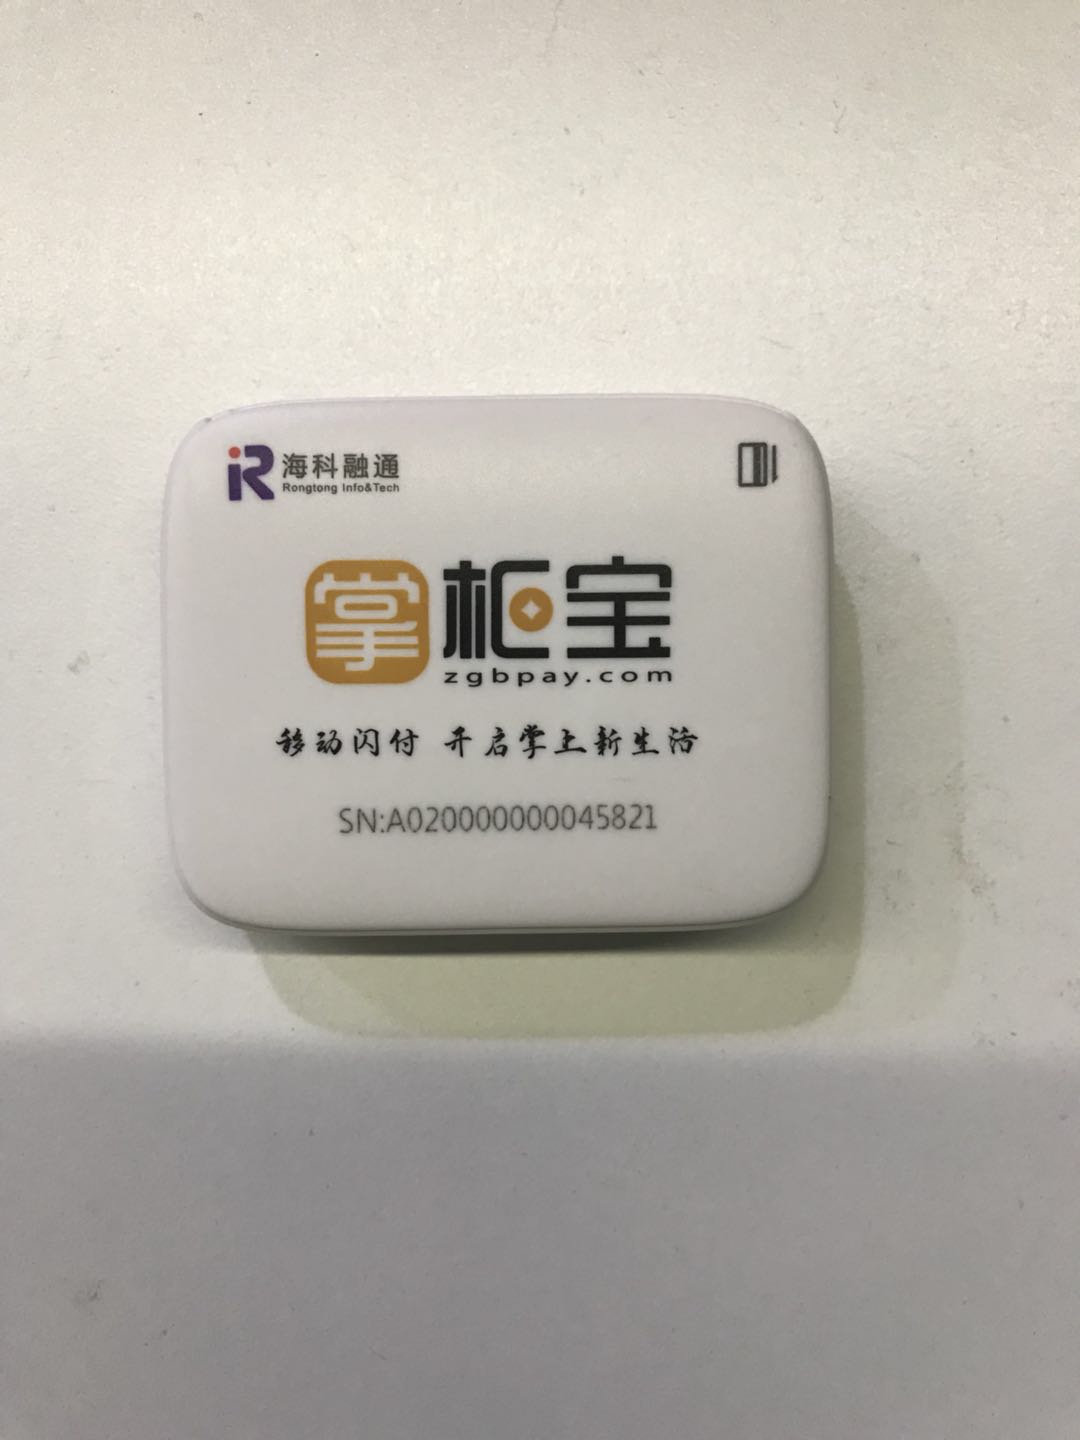 海科融通
Rongtong Info&Tech
掌柜宝
zgbpay.com
移动闪付 开启掌上新生活
SN:A020000000045821